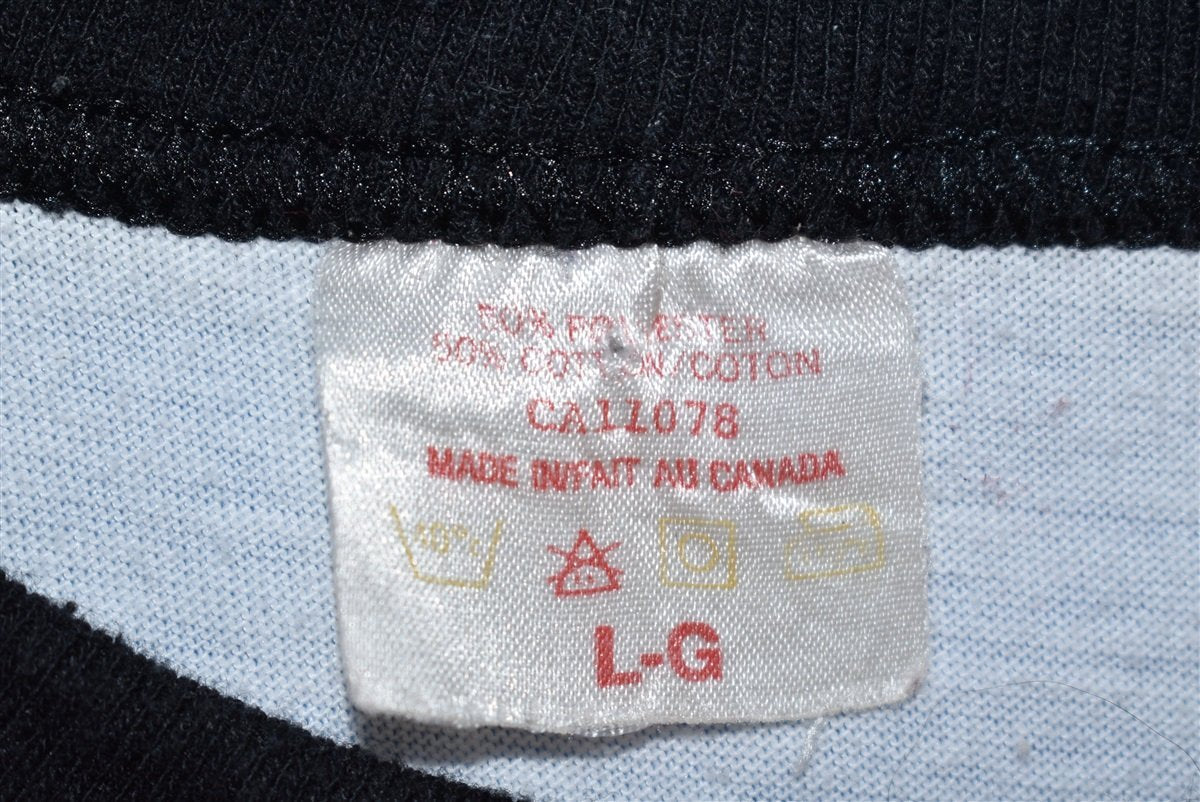 50% POLYESTER
50% COTTON/COTON
CA11078
MADE IN/FAIT AU CANADA
L-G